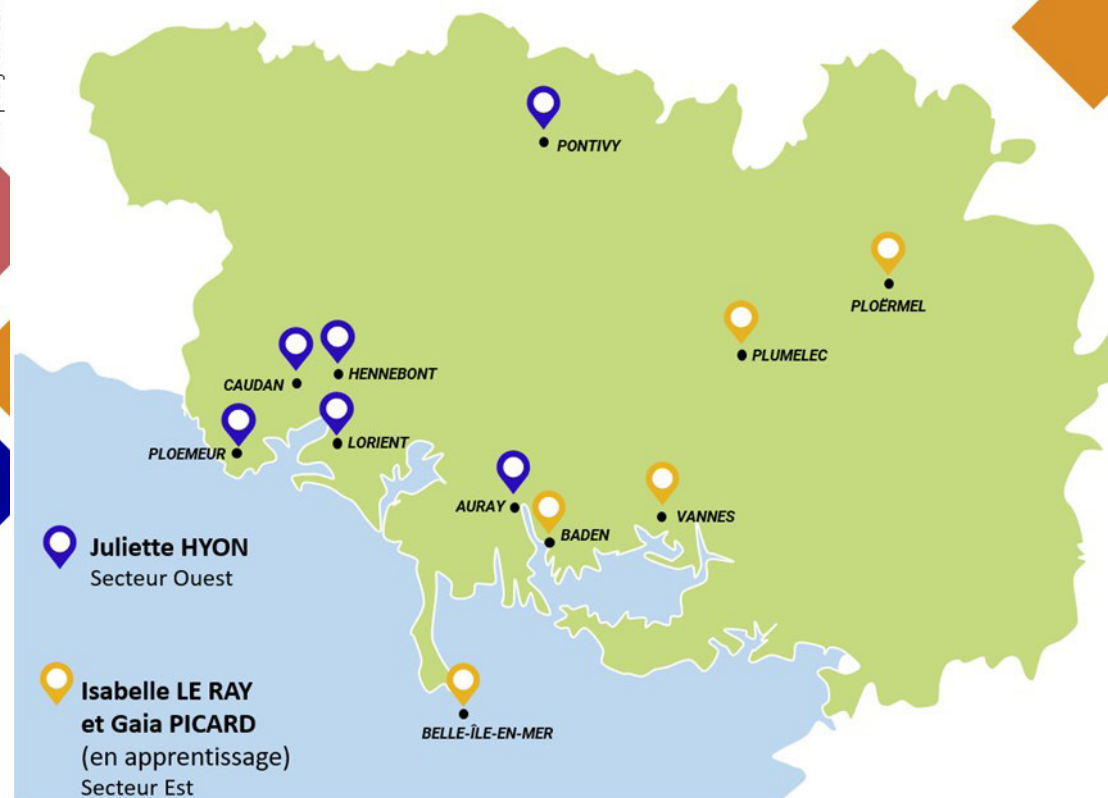 PONTIVY
PLOËRMEL
PLUMELEC
HENNEBONT
CAUDAN
LORIENT
PLOEMEUR
AURAY
VANNES
BADEN
Juliette HYON
Secteur Ouest
Isabelle LE RAY
et Gaia PICARD
(en apprentissage)
Secteur Est
BELLE-ÎLE-EN-MER